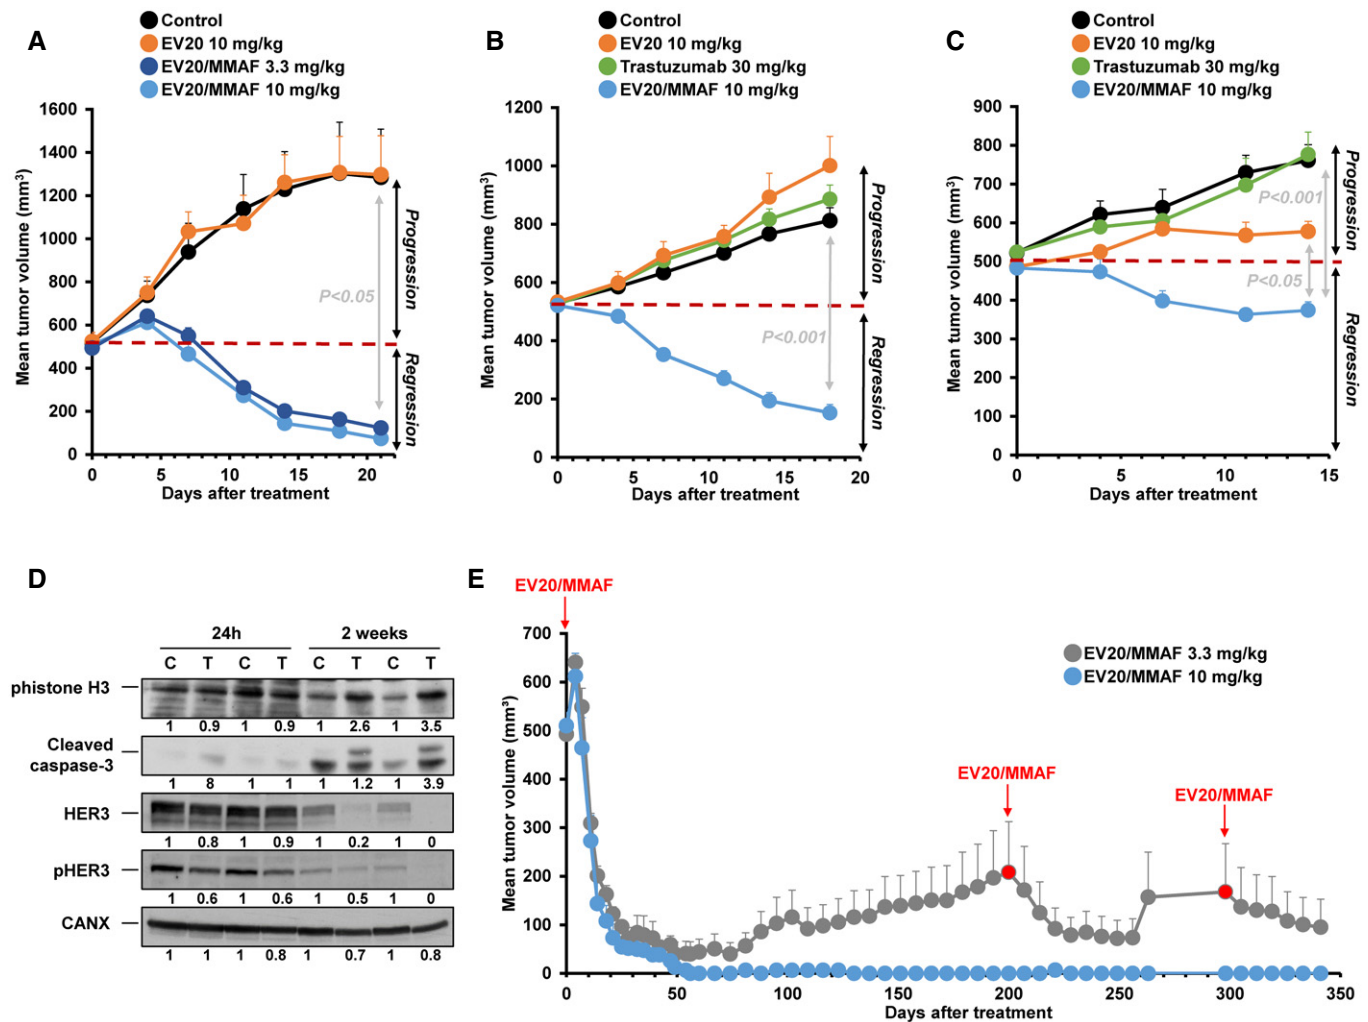 A
Control
EV20 10 mg/kg
EV20/MMAF 3.3 mg/kg
EV20/MMAF 10 mg/kg
Mean tumor volume (mm³)
1600
1400
1200
1000
800
600
400
200
0
0 5 10 15 20
Days after treatment
P<0.05
Progression
Regression
B
Control
EV20 10 mg/kg
Trastuzumab 30 mg/kg
EV20/MMAF 10 mg/kg
Mean tumor volume (mm³)
1200
1000
800
600
400
200
0
0 5 10 15 20
Days after treatment
P<0.001
Progression
Regression
C
Control
EV20 10 mg/kg
Trastuzumab 30 mg/kg
EV20/MMAF 10 mg/kg
Mean tumor volume (mm³)
900
800
700
600
500
400
300
200
100
0
0 5 10 15
Days after treatment
P<0.001
P<0.05
Progression
Regression
D
24h 2 weeks
C T C T C T C T
phistone H3
1 0.9 1 0.9 1 2.6 1 3.5
Cleaved
caspase-3
1 8 1 1 1 1.2 1 3.9
HER3
1 0.8 1 0.9 1 0.2 1 0
pHER3
1 0.6 1 0.6 1 0.5 1 0
CANX
1 1 1 0.8 1 0.7 1 0.8
E
EV20/MMAF
EV20/MMAF 3.3 mg/kg
EV20/MMAF 10 mg/kg
EV20/MMAF
EV20/MMAF
Mean tumor volume (mm³)
700
600
500
400
300
200
100
0
0 50 100 150 200 250 300 350
Days after treatment